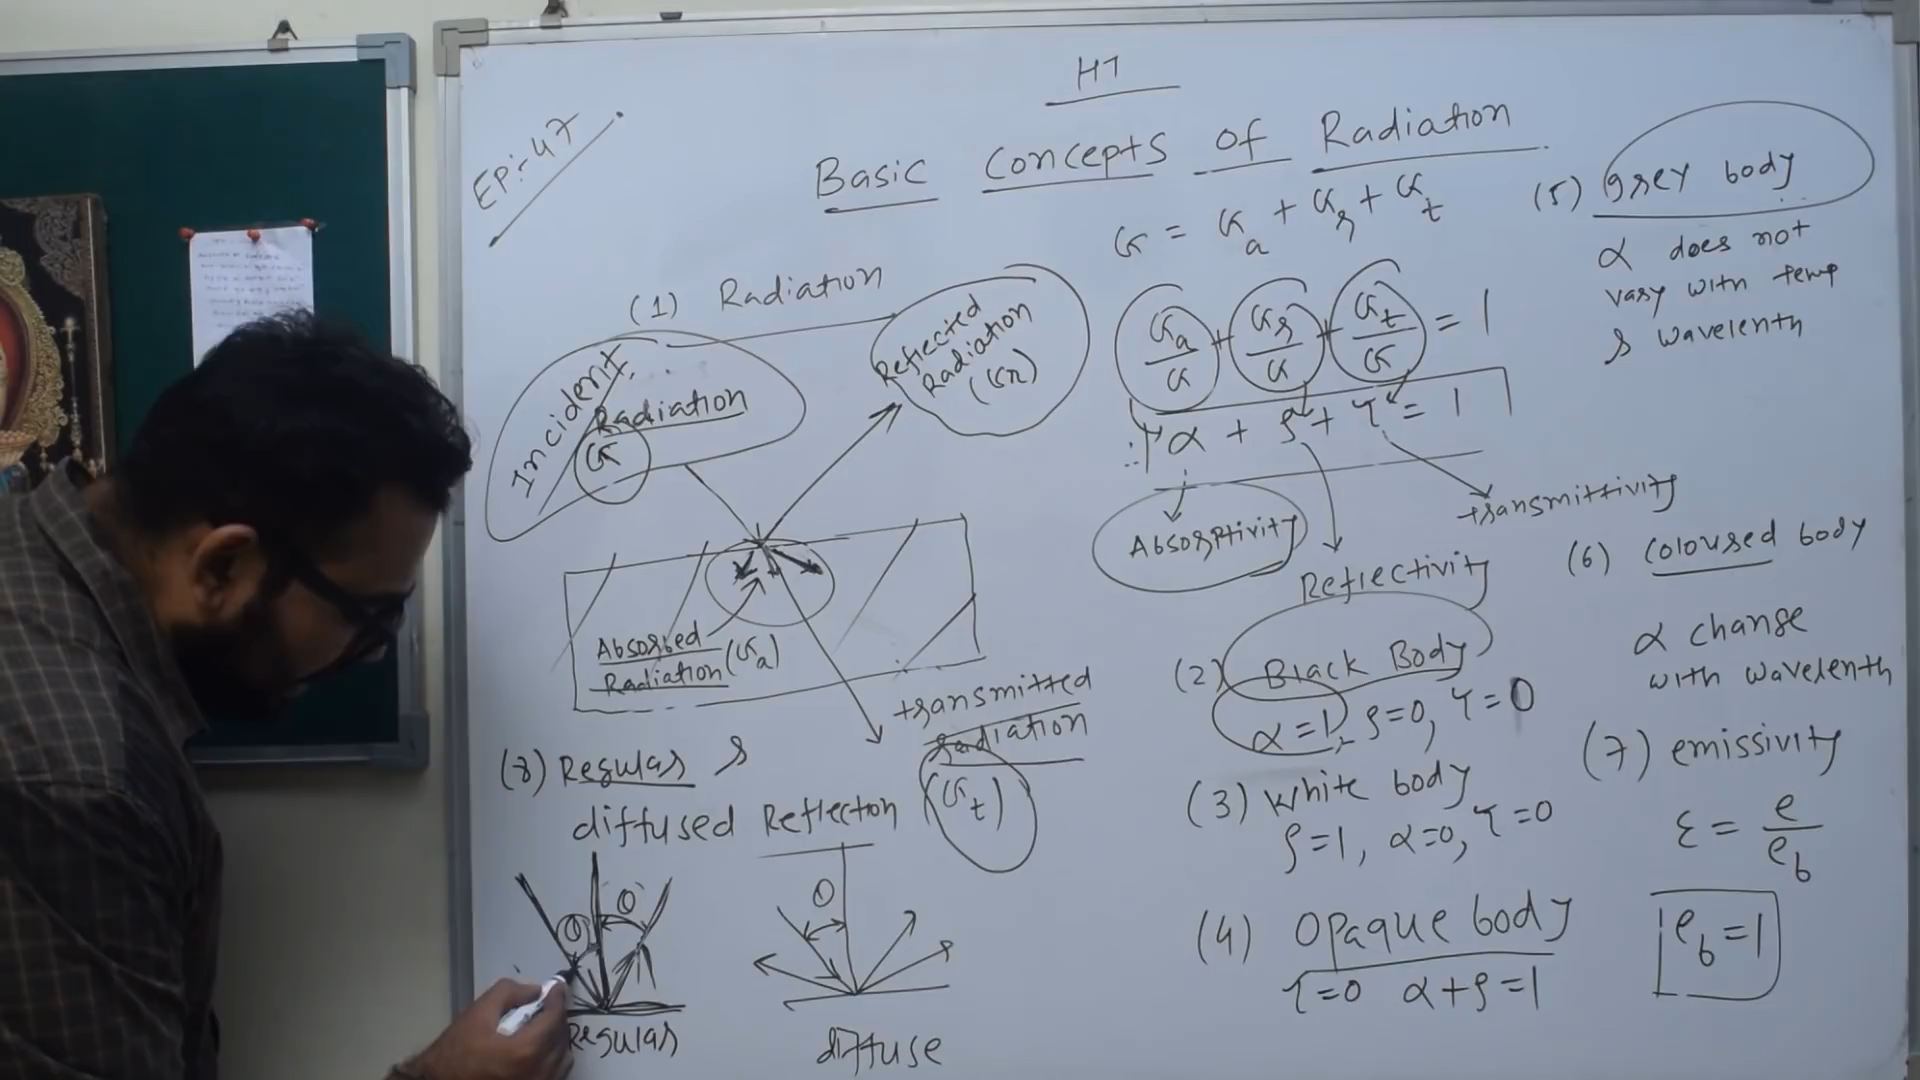 HT
EP:-47
Basic Concepts of Radiation
G = Ga + Gr + Gt
Ga/G + Gr/G + Gt/G = 1
∴ α + ρ + τ = 1
Absorptivity
Reflectivity
transmittivity
(1) Radiation
Incident
Radiation
G
Reflected
Radiation
(Gr)
Absorbed
Radiation (Ga)
transmitted
radiation
(Gt)
(2) Black Body
α=1, ρ=0, τ=0
(3) White body
ρ=1, α=0, τ=0
(4) Opaque body
τ=0 α+ρ=1
(5) grey body
α does not
vary with temp
& wavelenth
(6) Coloured body
α change
with wavelenth
(7) emissivity
ε = e/eb
eb=1
(8) Regular &
diffused Reflection
θ θ
Regular
θ
diffuse